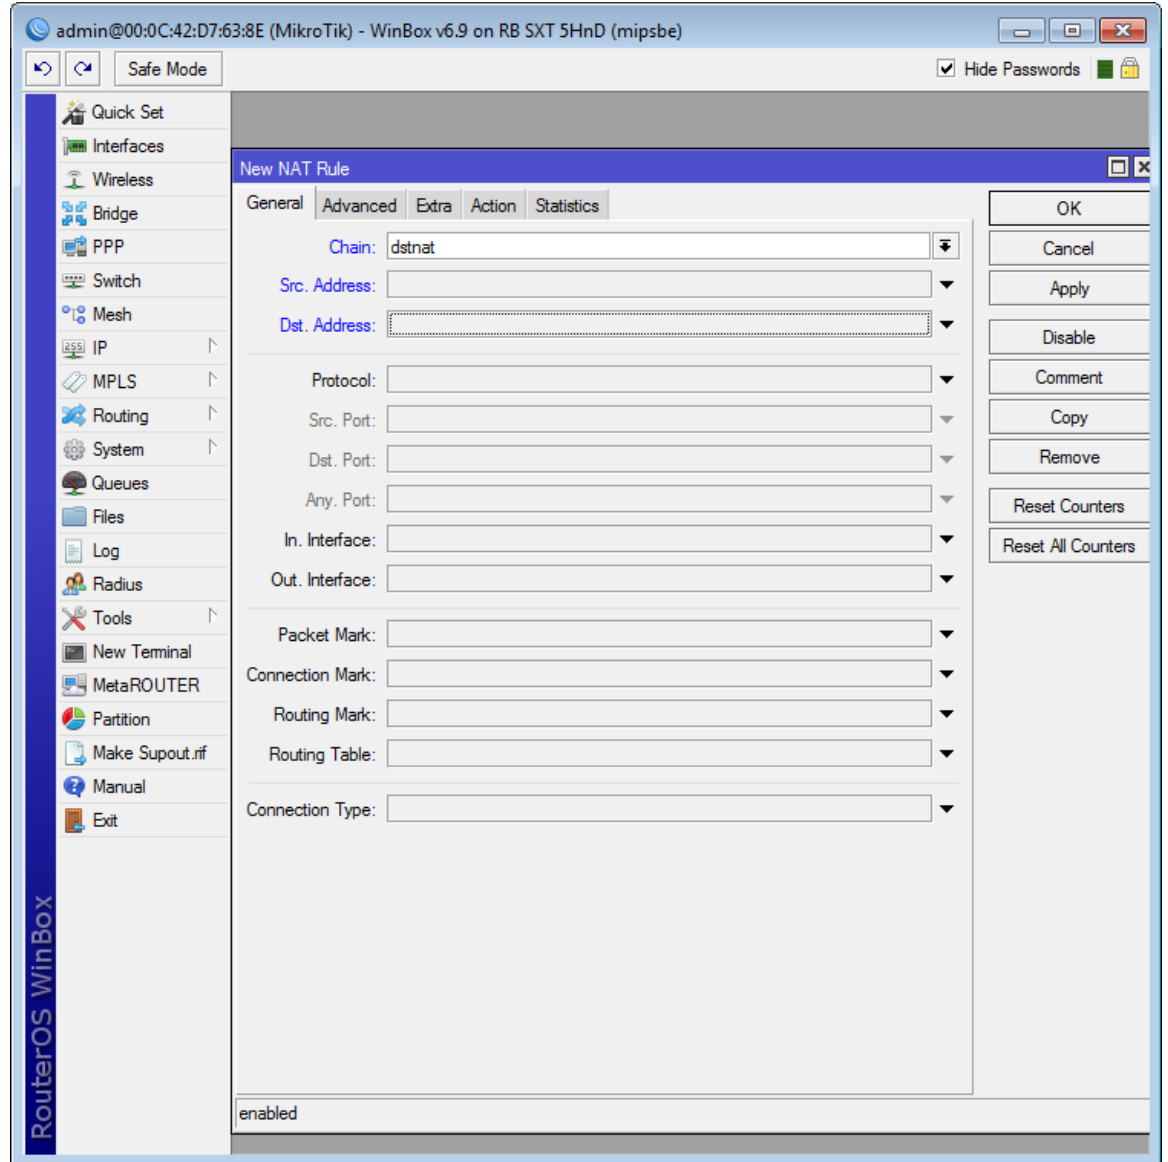 admin@00:0C:42:D7:63:8E (MikroTik) - WinBox v6.9 on RB SXT 5HnD (mipsbe)
Safe Mode
Hide Passwords
Quick Set
Interfaces
Wireless
Bridge
PPP
Switch
Mesh
255 IP
MPLS
Routing
System
Queues
Files
Log
Radius
Tools
New Terminal
MetaROUTER
Partition
Make Supout.rif
Manual
Exit
RouterOS WinBox
New NAT Rule
General Advanced Extra Action Statistics
Chain: dstnat
Src. Address:
Dst. Address:
Protocol:
Src. Port:
Dst. Port:
Any. Port:
In. Interface:
Out. Interface:
Packet Mark:
Connection Mark:
Routing Mark:
Routing Table:
Connection Type:
OK
Cancel
Apply
Disable
Comment
Copy
Remove
Reset Counters
Reset All Counters
enabled